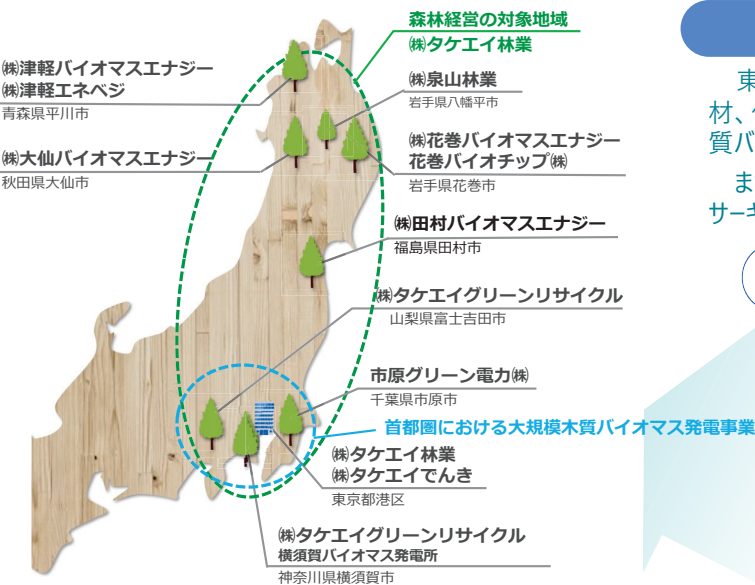 森林経営の対象地域
㈱タケエイ林業
㈱津軽バイオマスエナジー
㈱津軽エネベジ
青森県平川市
㈱泉山林業
岩手県八幡平市
㈱大仙バイオマスエナジー
秋田県大仙市
㈱花巻バイオマスエナジー
花巻バイオチップ㈱
岩手県花巻市
㈱田村バイオマスエナジー
福島県田村市
㈱タケエイグリーンリサイクル
山梨県富士吉田市
市原グリーン電力㈱
千葉県市原市
首都圏における大規模木質バイオマス発電事業
㈱タケエイ林業
㈱タケエイでんき
東京都港区
㈱タケエイグリーンリサイクル
横須賀バイオマス発電所
神奈川県横須賀市
東
材、
質バ
ま
サーキ